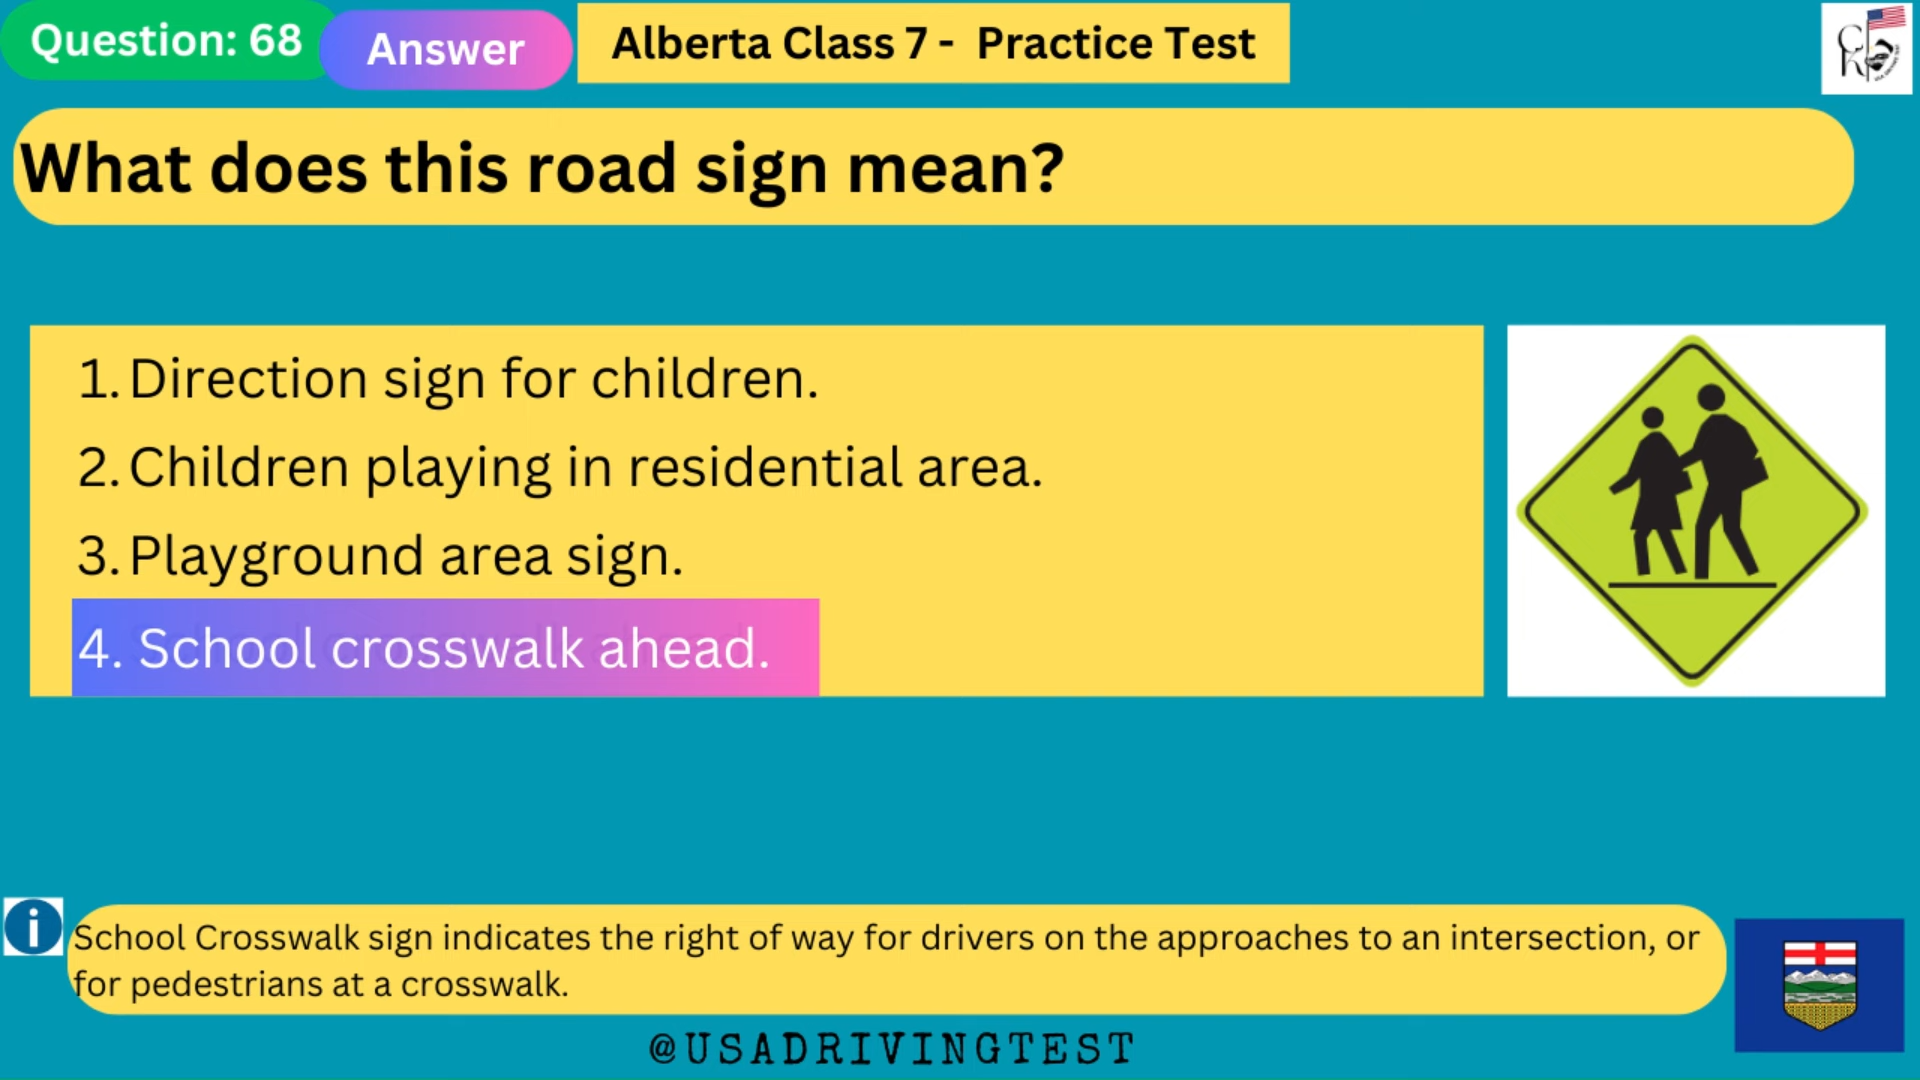 Question: 68
Answer
Alberta Class 7 - Practice Test
What does this road sign mean?
1. Direction sign for children.
2. Children playing in residential area.
3. Playground area sign.
4. School crosswalk ahead.
i
School Crosswalk sign indicates the right of way for drivers on the approaches to an intersection, or
for pedestrians at a crosswalk.
@USADRIVINGTEST